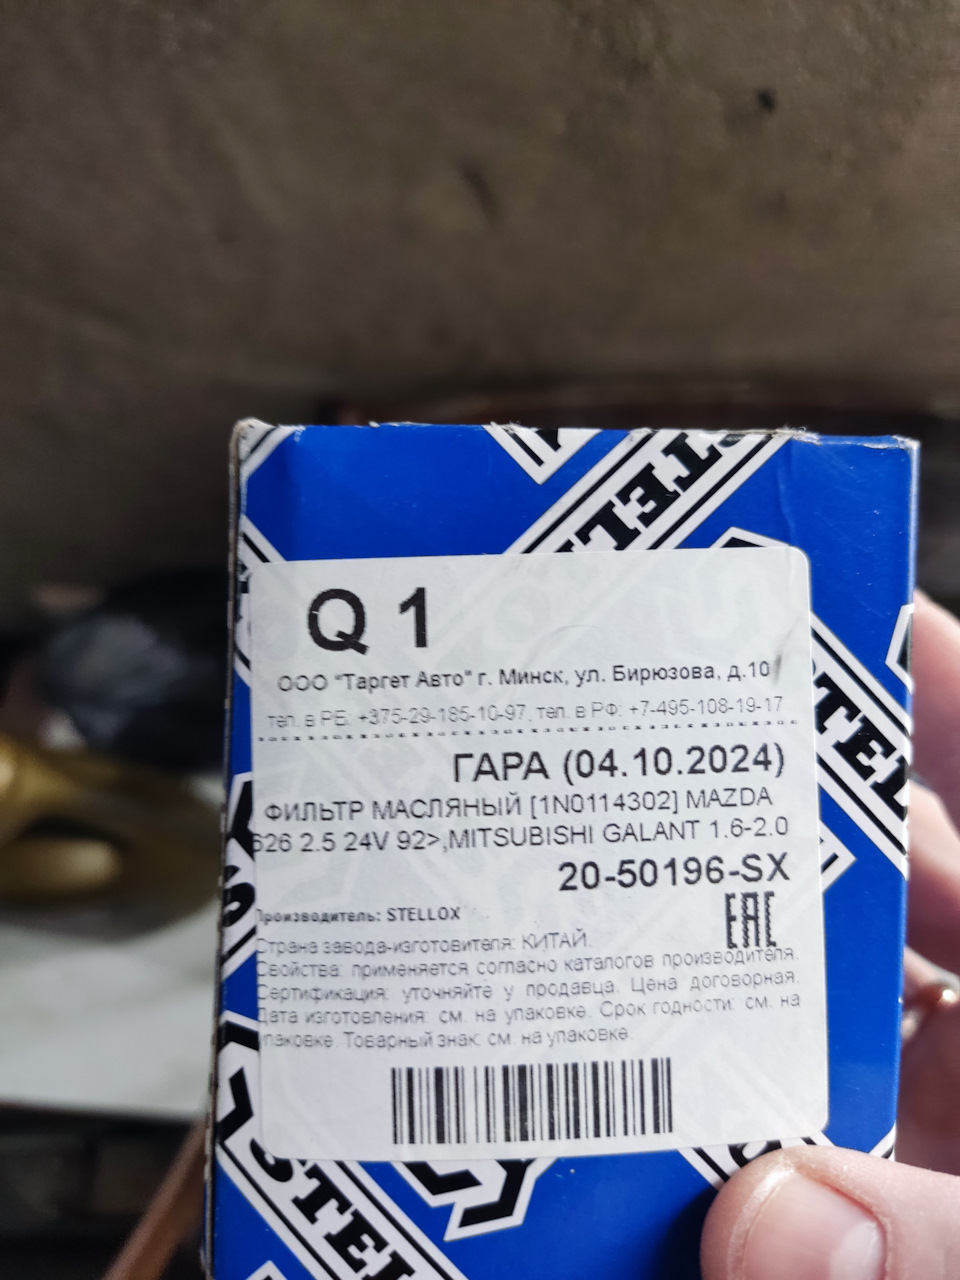 STELL
Q 1
ООО "Таргет Авто" г. Минск, ул. Бирюзова, д.10
тел. в РБ: +375-29-185-10-97, тел. в РФ: +7-495-108-19-17
ГАРА (04.10.2024)
ФИЛЬТР МАСЛЯНЫЙ [1N0114302] MAZDA
626 2.5 24V 92>,MITSUBISHI GALANT 1.6-2.0
20-50196-SX
Производитель: STELLOX
EAC
Страна завода-изготовителя: КИТАЙ.
Свойства: применяется согласно каталогов производителя.
Сертификация: уточняйте у продавца. Цена договорная.
Дата изготовления: см. на упаковке. Срок годности: см. на
упаковке. Товарный знак: см. на упаковке.
STELL
STELL